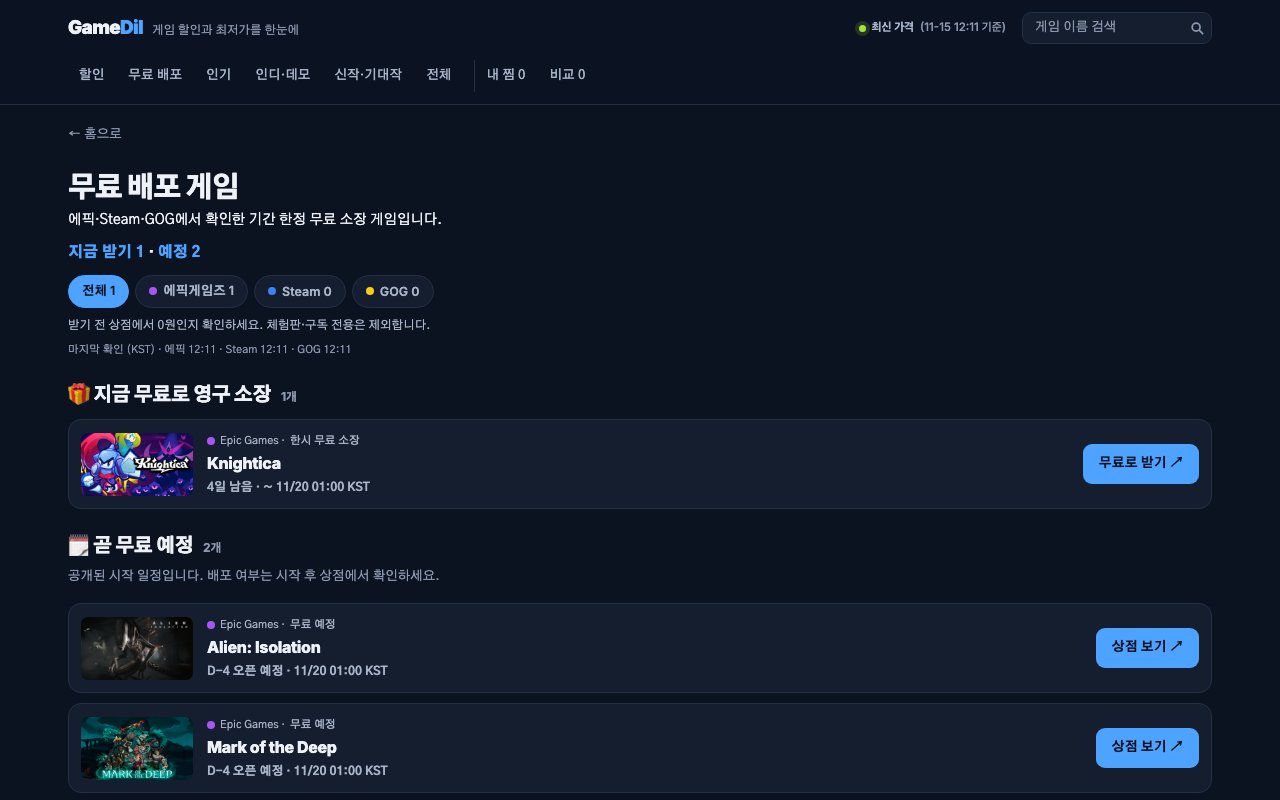 GameDil 게임 할인과 최저가를 한눈에
최신 가격 (11-15 12:11 기준)
게임 이름 검색
할인 무료 배포 인기 인디·데모 신작·기대작 전체 내 찜 0 비교 0
← 홈으로
무료 배포 게임
에픽·Steam·GOG에서 확인한 기간 한정 무료 소장 게임입니다.
지금 받기 1 · 예정 2
전체 1 에픽게임즈 1 Steam 0 GOG 0
받기 전 상점에서 0원인지 확인하세요. 체험판·구독 전용은 제외합니다.
마지막 확인 (KST) · 에픽 12:11 · Steam 12:11 · GOG 12:11
🎁 지금 무료로 영구 소장 1개
Knightica
Epic Games · 한시 무료 소장
Knightica
4일 남음 · ~ 11/20 01:00 KST
무료로 받기 ↗
🗓️ 곧 무료 예정 2개
공개된 시작 일정입니다. 배포 여부는 시작 후 상점에서 확인하세요.
ALIEN
Epic Games · 무료 예정
Alien: Isolation
D-4 오픈 예정 · 11/20 01:00 KST
상점 보기 ↗
MARK OF THE DEEP
Epic Games · 무료 예정
Mark of the Deep
D-4 오픈 예정 · 11/20 01:00 KST
상점 보기 ↗